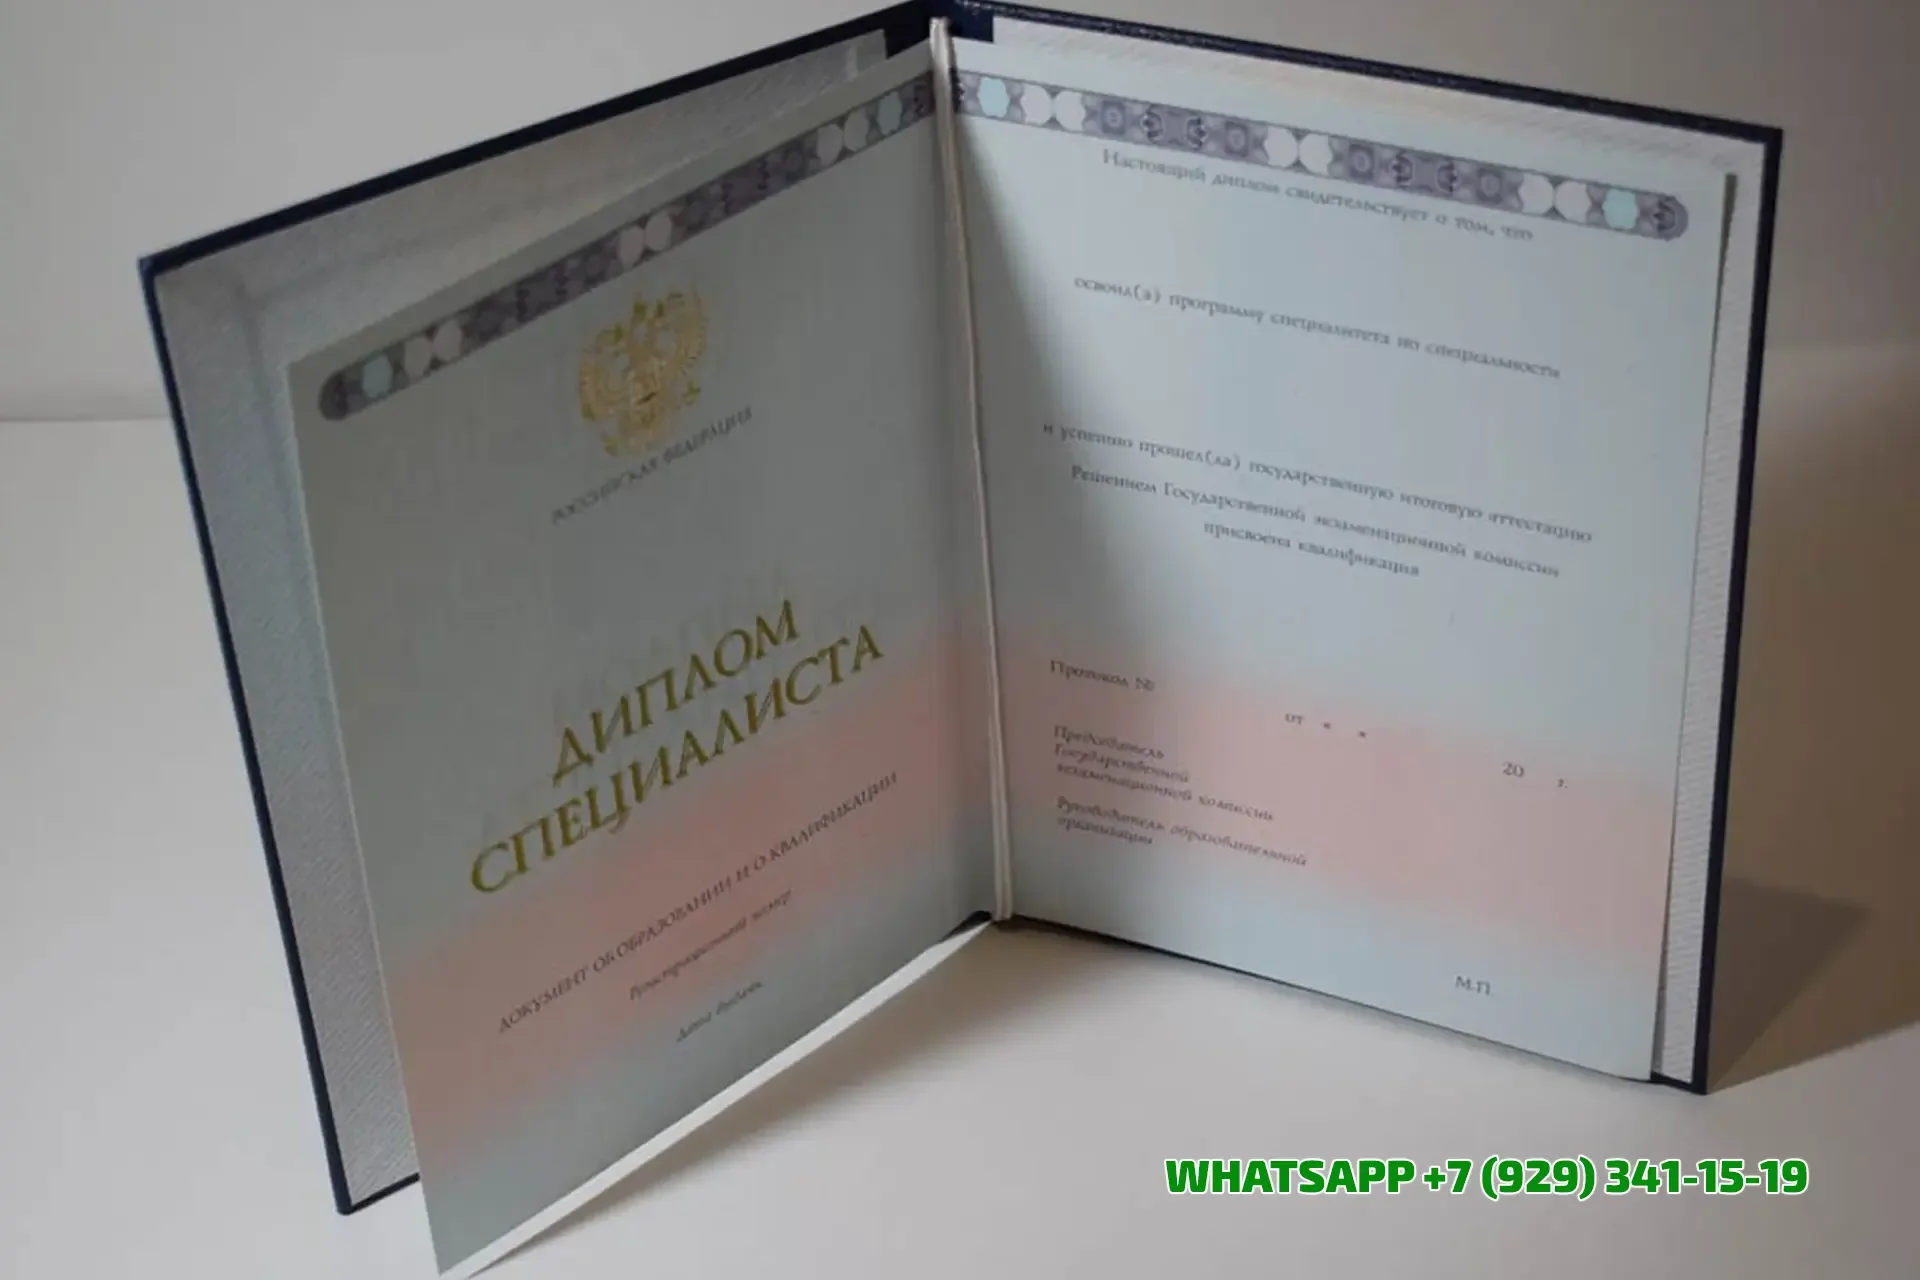 РОССИЙСКАЯ ФЕДЕРАЦИЯ
ДИПЛОМ
СПЕЦИАЛИСТА
ДОКУМЕНТ ОБ ОБРАЗОВАНИИ И О КВАЛИФИКАЦИИ
Регистрационный номер
Дата выдачи
Настоящий диплом свидетельствует о том, что
освоил(а) программу специалитета по специальности
и успешно прошел(ла) государственную итоговую аттестацию
Решением Государственной экзаменационной комиссии
присвоена квалификация
Протокол №
от « » 20 г.
Председатель
Государственной
экзаменационной комиссии
Руководитель образовательной
организации
М.П.
WHATSAPP +7 (929) 341-15-19